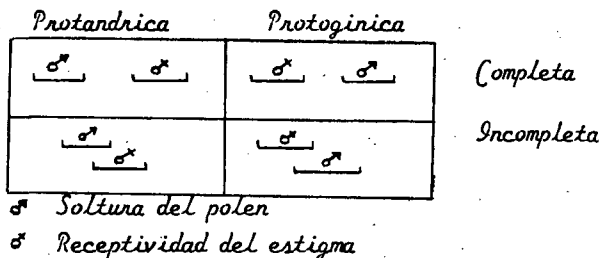 Protandrica Protoginica
♂ ♀ ♀ ♂ Completa
♂ ♀ ♀ ♂ Incompleta
♂ Soltura del polen
♀ Receptividad del estigma